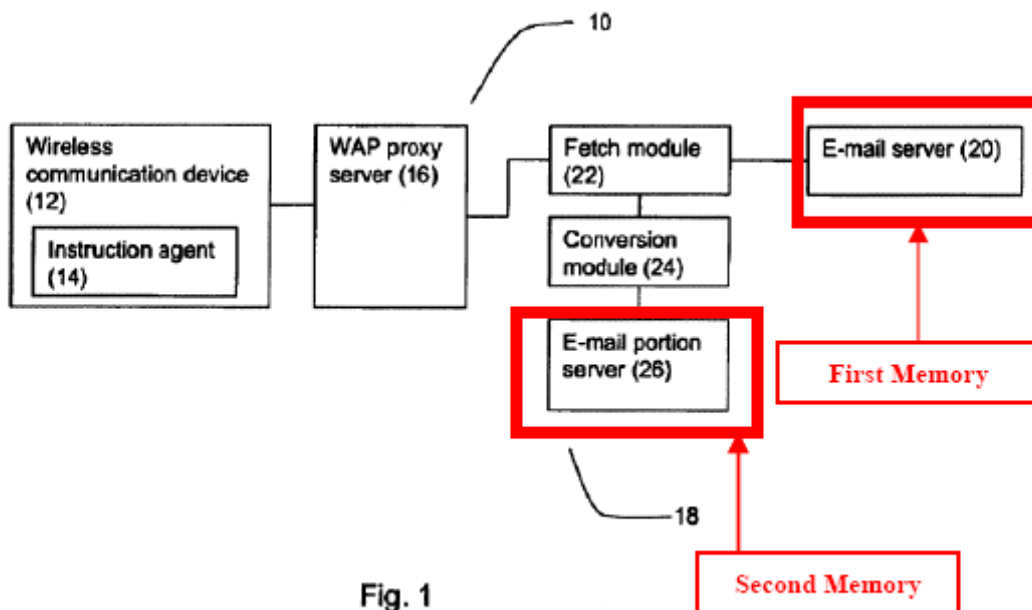 10
Wireless
communication device
(12)
Instruction agent
(14)
WAP proxy
server (16)
Fetch module
(22)
E-mail server (20)
Conversion
module (24)
E-mail portion
server (26)
First Memory
18
Second Memory
Fig. 1